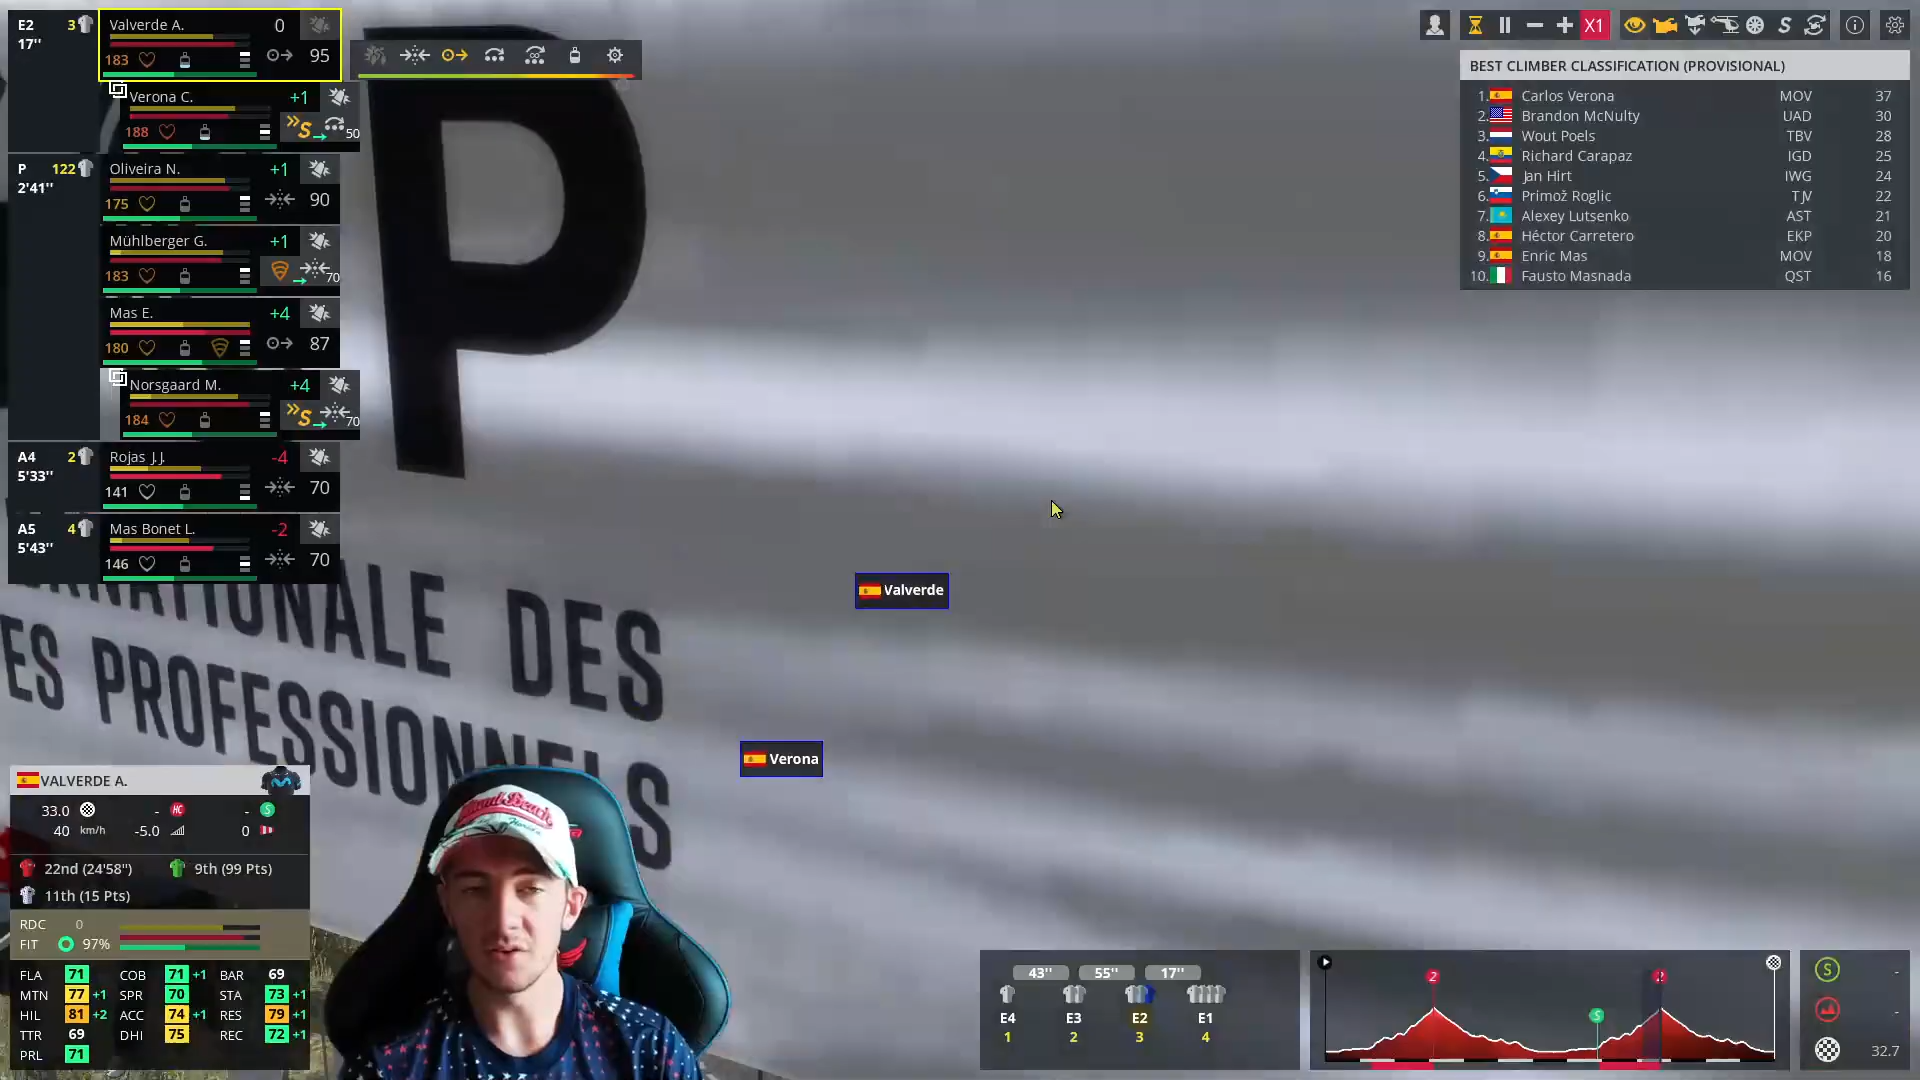 E2 3
17''
Valverde A. 0
183 95
Verona C. +1
188 S 50
P 122
2'41''
Oliveira N. +1
175 90
Mühlberger G. +1
183 70
Mas E. +4
180 87
Norsgaard M. +4
184 S 70
A4 2
5'33''
Rojas J.J. -4
141 70
A5 4
5'43''
Mas Bonet L. -2
146 70
X1 S
BEST CLIMBER CLASSIFICATION (PROVISIONAL)
1. Carlos Verona MOV 37
2. Brandon McNulty UAD 30
3. Wout Poels TBV 28
4. Richard Carapaz IGD 25
5. Jan Hirt IWG 24
6. Primož Roglic TJV 22
7. Alexey Lutsenko AST 21
8. Héctor Carretero EKP 20
9. Enric Mas MOV 18
10. Fausto Masnada QST 16
P
NATIONALE DES
ES PROFESSIONNELS
Valverde
Verona
VALVERDE A.
33.0 - HC - S
40 km/h -5.0 0
22nd (24'58'') 9th (99 Pts)
11th (15 Pts)
RDC 0
FIT 97%
FLA 71 COB 71 +1 BAR 69
MTN 77 +1 SPR 70 STA 73 +1
HIL 81 +2 ACC 74 +1 RES 79 +1
TTR 69 DHI 75 REC 72 +1
PRL 71
43'' 55'' 17''
E4 E3 E2 E1
1 2 3 4
2 S 2
S -
-
32.7